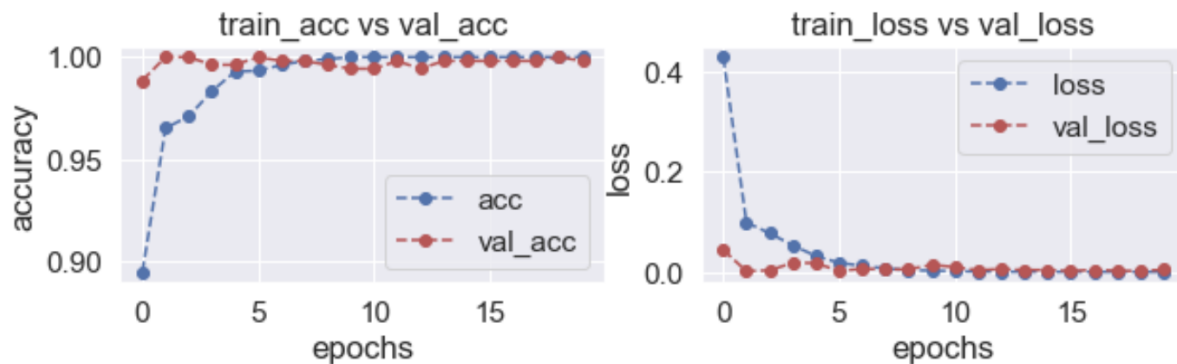 train_acc vs val_acc
accuracy
1.00
0.95
0.90
acc
val_acc
0 5 10 15
epochs
train_loss vs val_loss
loss
0.4
0.2
0.0
loss
val_loss
0 5 10 15
epochs